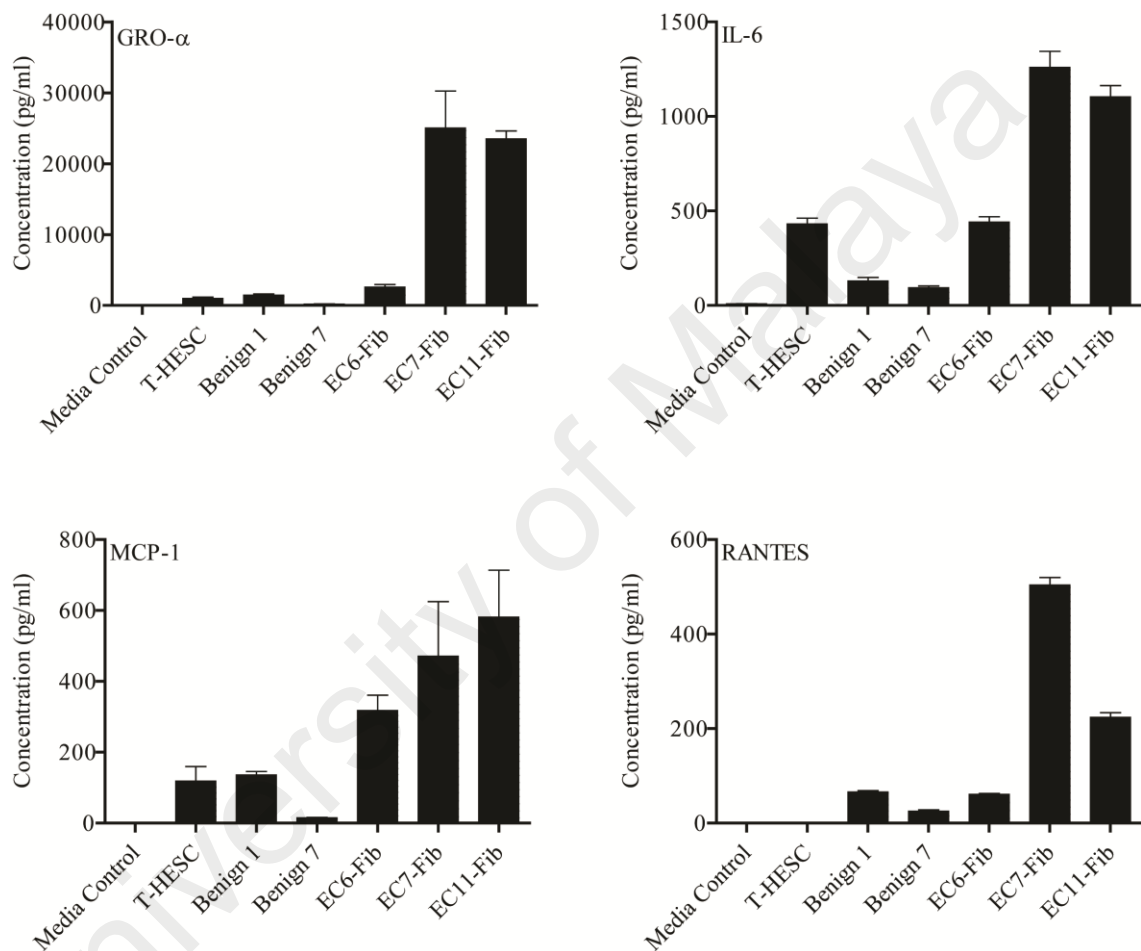 GRO-α
Concentration (pg/ml)
40000
30000
20000
10000
0
Media Control
T-HESC
Benign 1
Benign 7
EC6-Fib
EC7-Fib
EC11-Fib
IL-6
Concentration (pg/ml)
1500
1000
500
0
Media Control
T-HESC
Benign 1
Benign 7
EC6-Fib
EC7-Fib
EC11-Fib
MCP-1
Concentration (pg/ml)
800
600
400
200
0
Media Control
T-HESC
Benign 1
Benign 7
EC6-Fib
EC7-Fib
EC11-Fib
RANTES
Concentration (pg/ml)
600
400
200
0
Media Control
T-HESC
Benign 1
Benign 7
EC6-Fib
EC7-Fib
EC11-Fib
niversity of Malaya